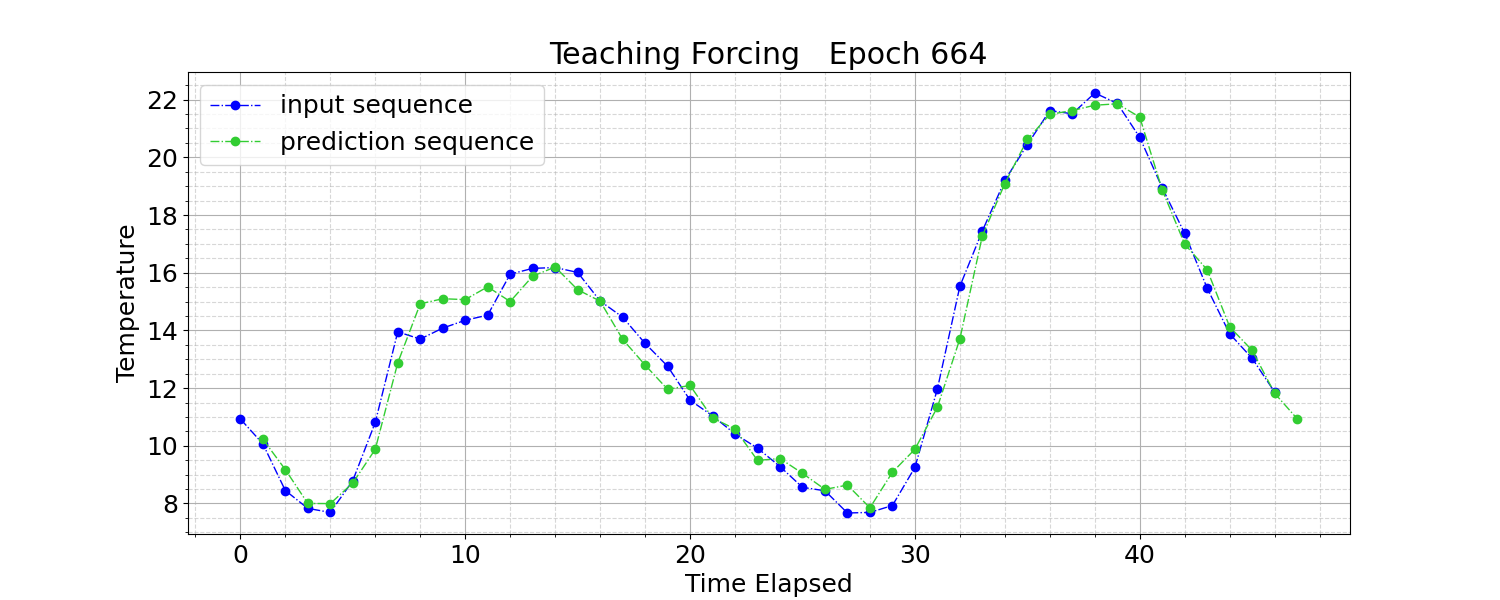 Teaching Forcing   Epoch 664
input sequence
prediction sequence
Temperature
22
20
18
16
14
12
10
8
0
10
20
30
40
Time Elapsed